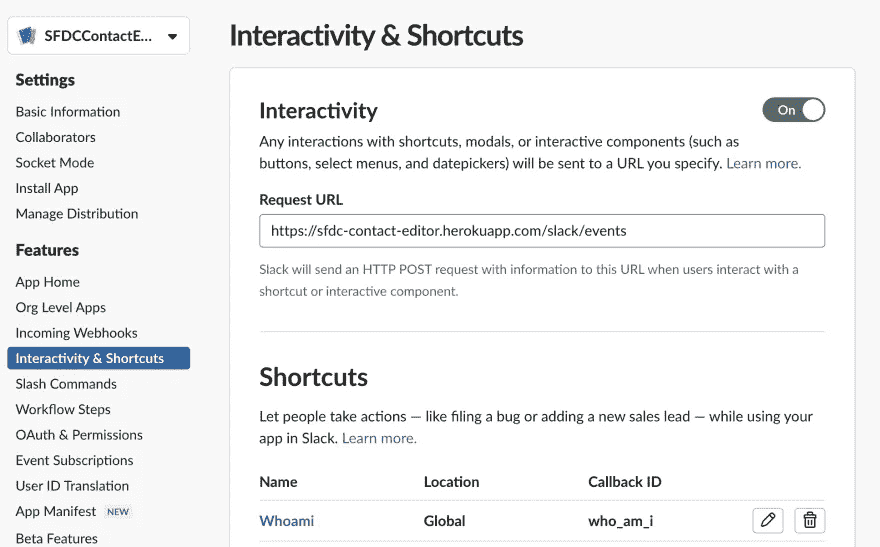 SFDCContactE...
Settings
Basic Information
Collaborators
Socket Mode
Install App
Manage Distribution
Features
App Home
Org Level Apps
Incoming Webhooks
Interactivity & Shortcuts
Slash Commands
Workflow Steps
OAuth & Permissions
Event Subscriptions
User ID Translation
App Manifest NEW
Beta Features
Interactivity & Shortcuts
Interactivity
On
Any interactions with shortcuts, modals, or interactive components (such as
buttons, select menus, and datepickers) will be sent to a URL you specify. Learn more.
Request URL
https://sfdc-contact-editor.herokuapp.com/slack/events
Slack will send an HTTP POST request with information to this URL when users interact with a
shortcut or interactive component.
Shortcuts
Let people take actions — like filing a bug or adding a new sales lead — while using your
app in Slack. Learn more.
Name Location Callback ID
Whoami Global who_am_i